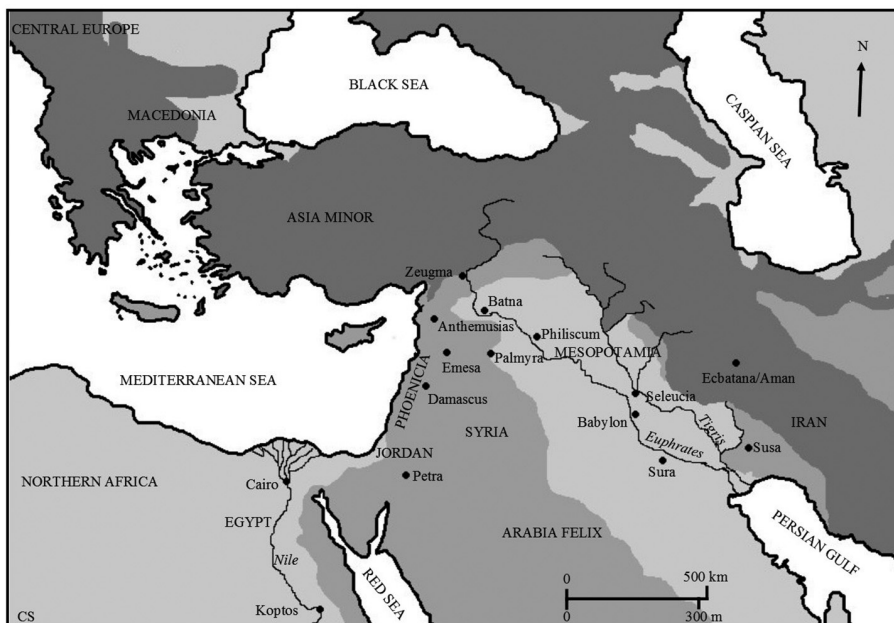 CENTRAL EUROPE
N
BLACK SEA
CASPIAN SEA
MACEDONIA
ASIA MINOR
Zeugma
Batna
Anthemusias
Philiscum
MESOPOTAMIA
Emesa
Palmyra
Ecbatana/Aman
MEDITERRANEAN SEA
PHOENICIA
Damascus
Seleucia
Babylon
Tigris
IRAN
SYRIA
Euphrates
Susa
JORDAN
Sura
NORTHERN AFRICA
Cairo
Petra
EGYPT
ARABIA FELIX
PERSIAN GULF
Nile
RED SEA
0 500 km
0 300 m
Koptos
CS